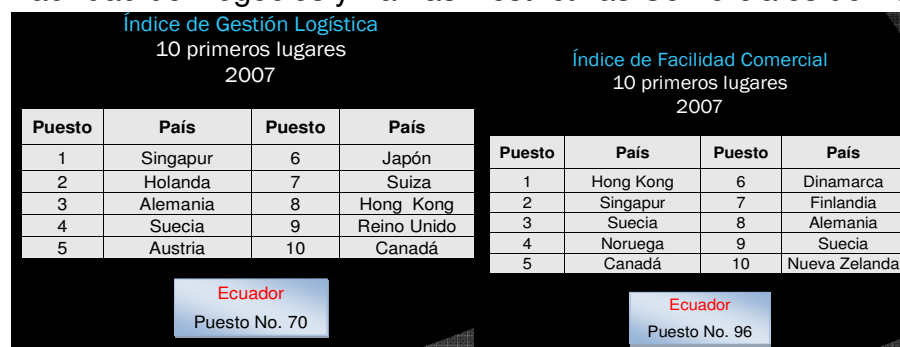 Índice de Gestión Logística
10 primeros lugares
2007
Puesto País Puesto País
1 Singapur 6 Japón
2 Holanda 7 Suiza
3 Alemania 8 Hong Kong
4 Suecia 9 Reino Unido
5 Austria 10 Canadá
Ecuador
Puesto No. 70
Índice de Facilidad Comercial
10 primeros lugares
2007
Puesto País Puesto País
1 Hong Kong 6 Dinamarca
2 Singapur 7 Finlandia
3 Suecia 8 Alemania
4 Noruega 9 Suecia
5 Canadá 10 Nueva Zelanda
Ecuador
Puesto No. 96